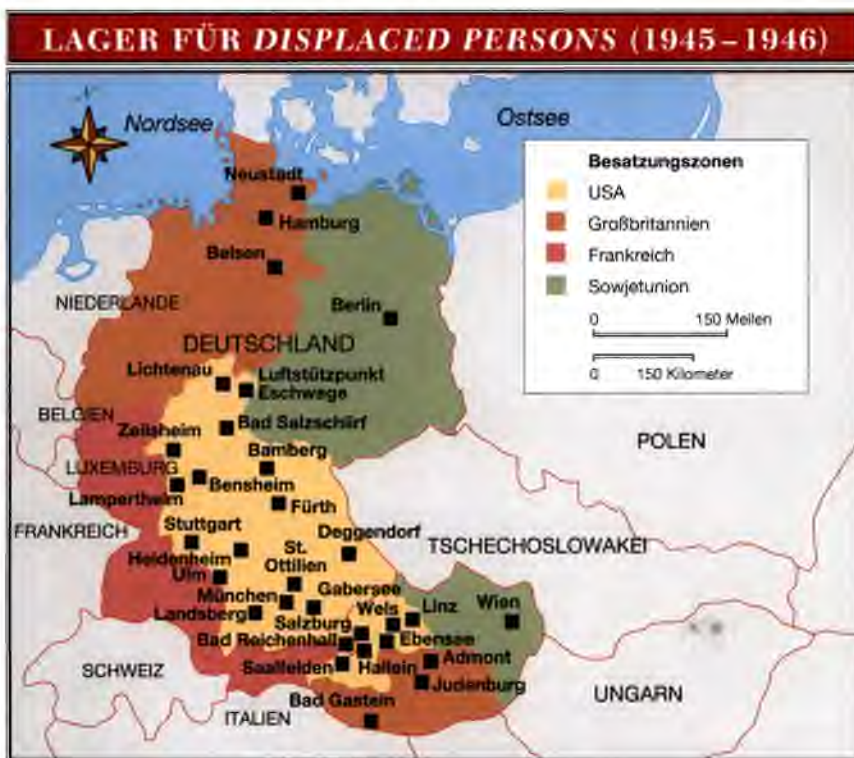 LAGER FÜR DISPLACED PERSONS (1945–1946)
Nordsee
Ostsee
Besatzungszonen
USA
Großbritannien
Frankreich
Sowjetunion
0 150 Meilen
0 150 Kilometer
Neustadt
Hamburg
Belsen
NIEDERLANDE
Berlin
DEUTSCHLAND
Lichtenau
Luftstützpunkt
Eschwege
BELGIEN
Bad Salzschlirf
Zeilsheim
Bamberg
POLEN
LUXEMBURG
Bensheim
Lampertheim
Fürth
FRANKREICH
Stuttgart
Deggendorf
TSCHECHOSLOWAKEI
Heidenheim
St.
Ottilien
Ulm
Gabersee
München
Wels
Linz
Wien
Landsberg
Salzburg
Bad Reichenhall
Ebensee
Saalfelden
Hallein
Admont
SCHWEIZ
Judenburg
UNGARN
Bad Gastein
ITALIEN